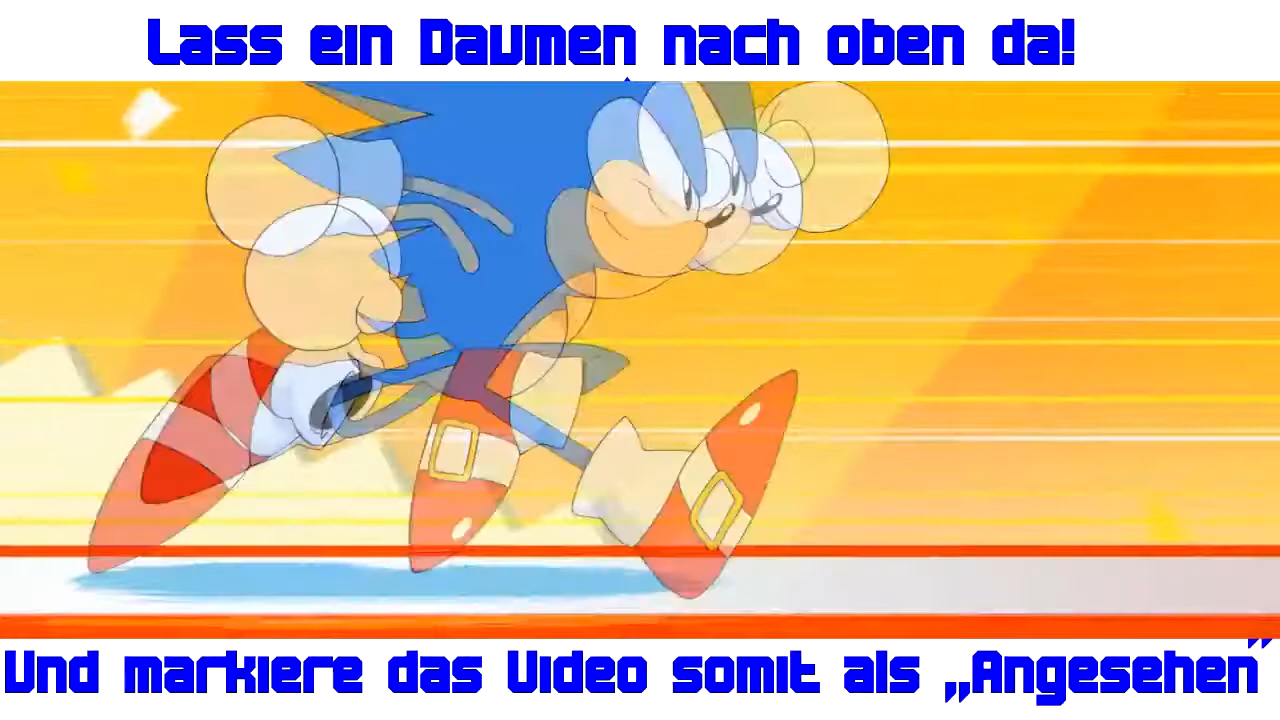 Lass ein Daumen nach oben da!
Und markiere das Video somit als „Angesehen”